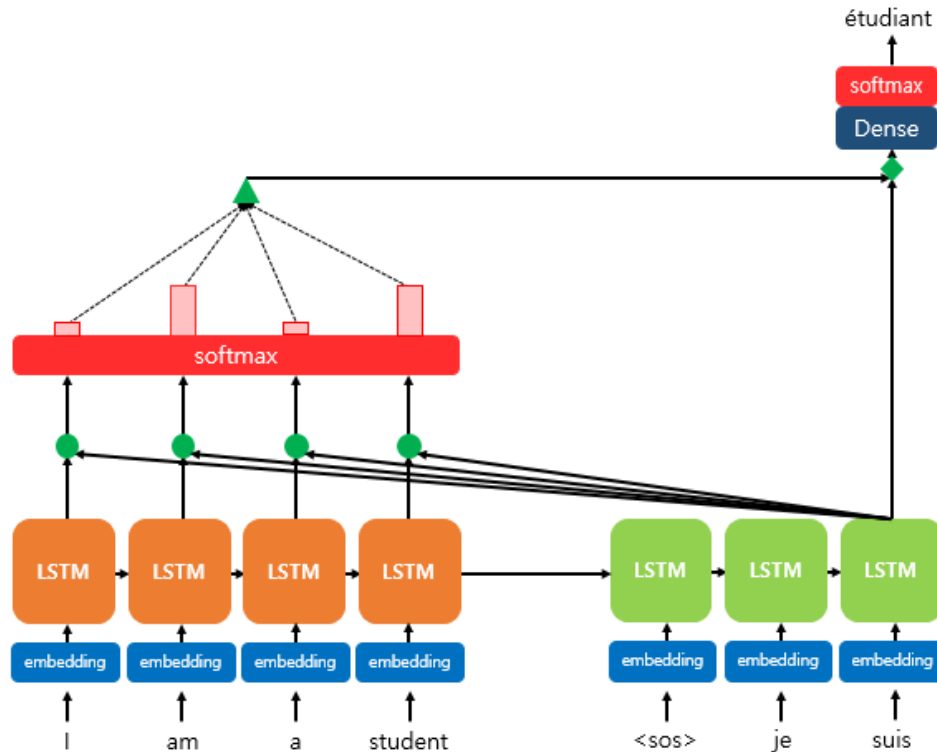 étudiant
softmax
Dense
softmax
LSTM LSTM LSTM LSTM LSTM LSTM LSTM
embedding embedding embedding embedding embedding embedding embedding
I am a student <sos> je suis